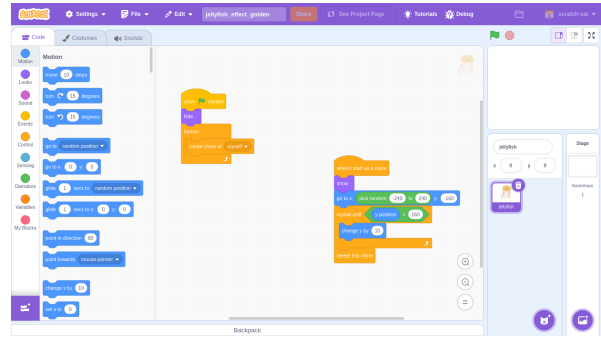 SCRATCH
Settings
File
Edit
jellyfish_effect_golden
Share
See Project Page
Tutorials
Debug
scratch-cat
Code
Costumes
Sounds
Motion
Looks
Sound
Events
Control
Sensing
Operators
Variables
My Blocks
Motion
move 10 steps
turn 15 degrees
turn 15 degrees
go to random position
go to x: 0 y: 0
glide 1 secs to random position
glide 1 secs to x: 0 y: 0
point in direction 90
point towards mouse-pointer
change x by 10
set x to 0
when clicked
hide
forever
create clone of myself
when I start as a clone
show
go to x: pick random -240 to 240 y: -160
repeat until y position > 160
change y by 10
delete this clone
jellyfish
x 0 y 0
jellyfish
Stage
Backdrops
1
Backpack